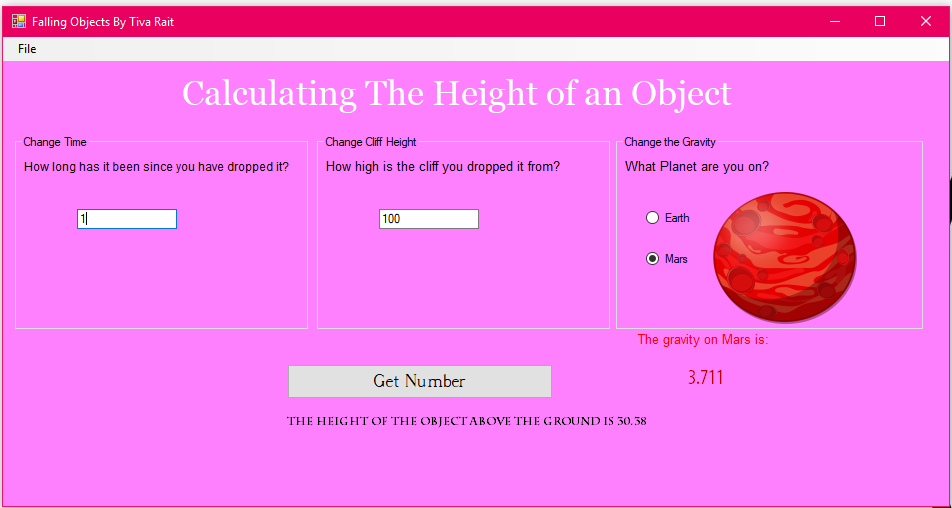 Falling Objects By Tiva Rait
File
Calculating The Height of an Object
Change Time
How long has it been since you have dropped it?
1
Change Cliff Height
How high is the cliff you dropped it from?
100
Change the Gravity
What Planet are you on?
Earth
Mars
The gravity on Mars is:
3.711
Get Number
THE HEIGHT OF THE OBJECT ABOVE THE GROUND IS 30.38